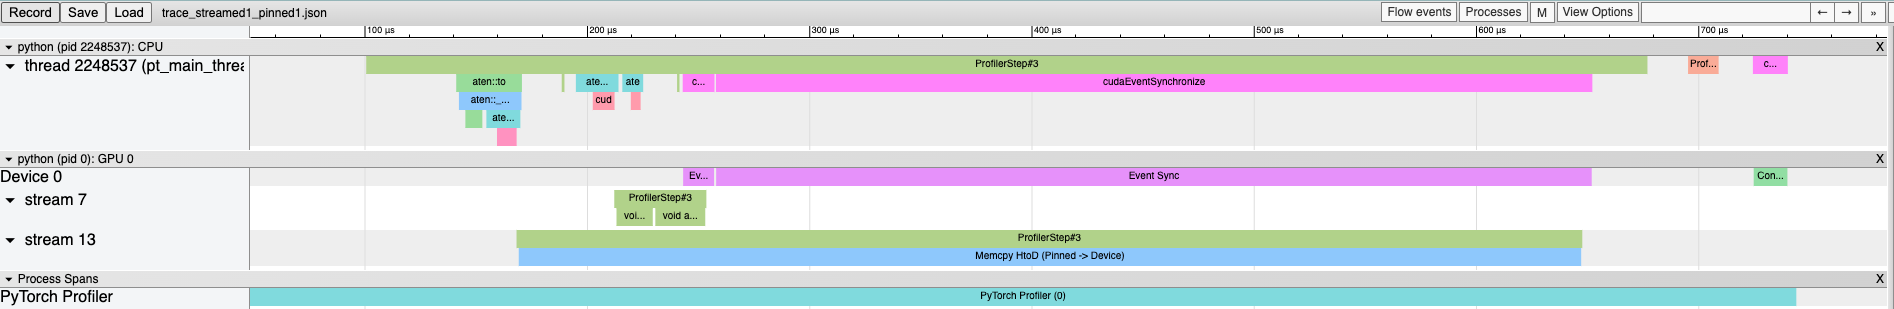 Record Save Load trace_streamed1_pinned1.json Flow events Processes M View Options ← → »
100 µs 200 µs 300 µs 400 µs 500 µs 600 µs 700 µs
python (pid 2248537): CPU X
thread 2248537 (pt_main_threa
ProfilerStep#3 Prof... c...
aten::to ate... ate c... cudaEventSynchronize
aten::_... cud
ate...
python (pid 0): GPU 0 X
Device 0 Ev... Event Sync Con...
stream 7 ProfilerStep#3
voi... void a...
stream 13 ProfilerStep#3
Memcpy HtoD (Pinned -> Device)
Process Spans X
PyTorch Profiler PyTorch Profiler (0)